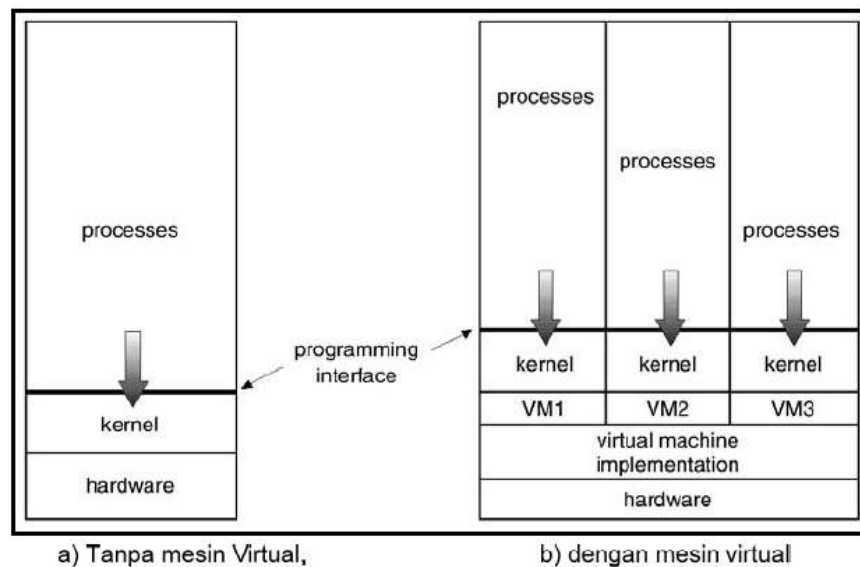 processes
kernel
hardware
programming
interface
processes
processes
processes
kernel
kernel
kernel
VM1
VM2
VM3
virtual machine
implementation
hardware
a) Tanpa mesin Virtual,
b) dengan mesin virtual